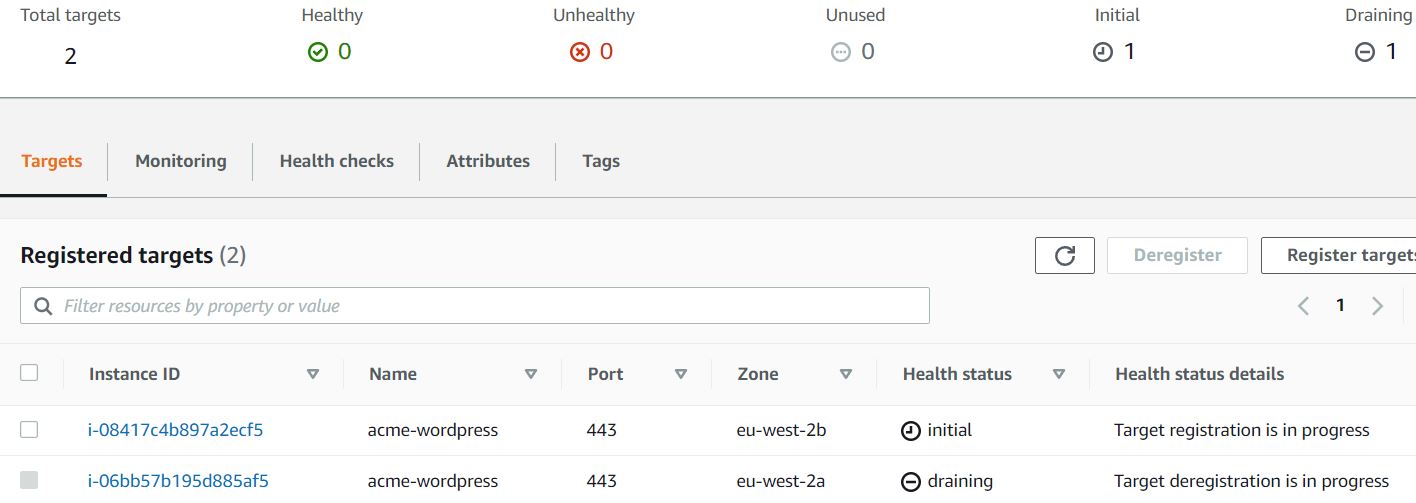 Total targets Healthy Unhealthy Unused Initial Draining
2 0 0 0 1 1
Targets Monitoring Health checks Attributes Tags
Registered targets (2) Deregister Register targets
Filter resources by property or value 1
Instance ID Name Port Zone Health status Health status details
i-08417c4b897a2ecf5 acme-wordpress 443 eu-west-2b initial Target registration is in progress
i-06bb57b195d885af5 acme-wordpress 443 eu-west-2a draining Target deregistration is in progress